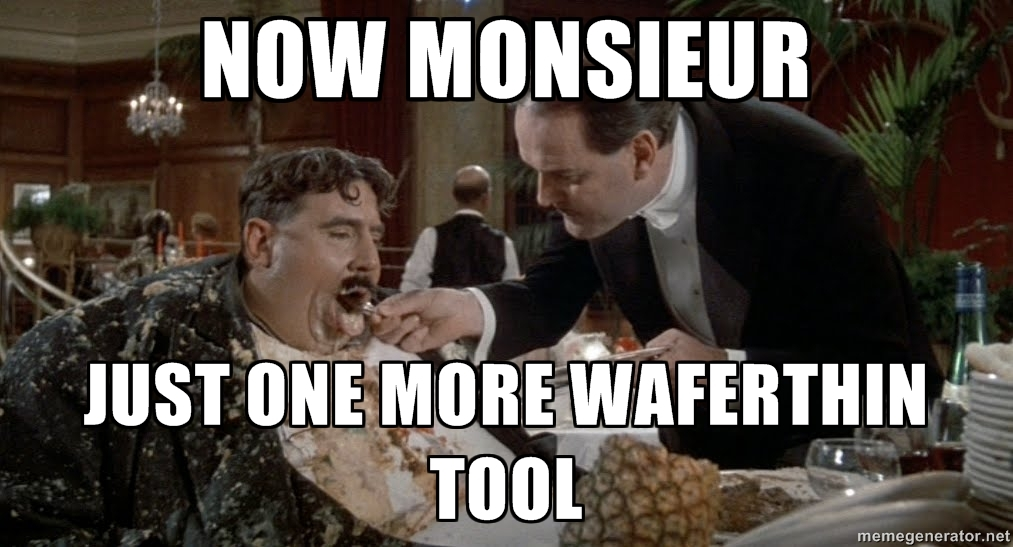 NOW MONSIEUR
JUST ONE MORE WAFERTHIN
TOOL
memegenerator.net